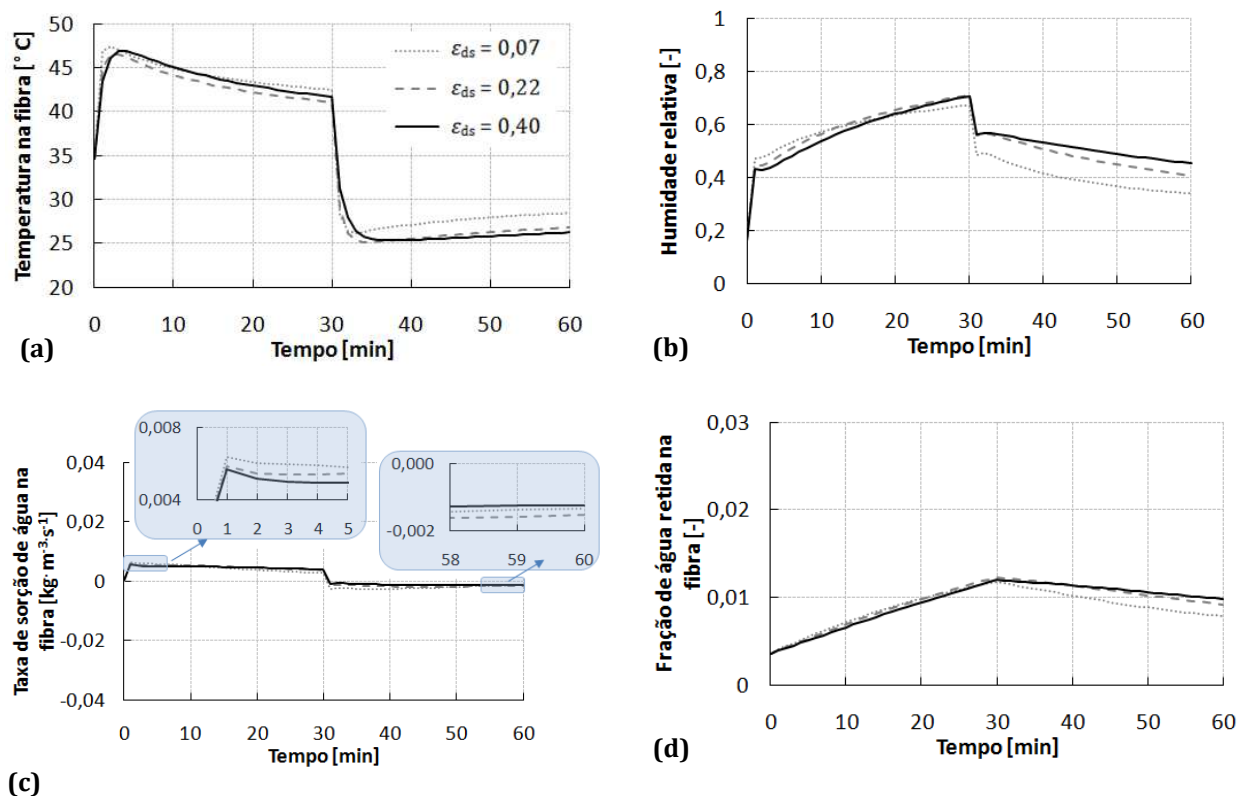 Temperatura na fibra [° C]
50
45
40
35
30
25
20
0 10 20 30 40 50 60
Tempo [min]
ε_ds = 0,07
ε_ds = 0,22
ε_ds = 0,40
(a)
Humidade relativa [-]
1
0,8
0,6
0,4
0,2
0
0 10 20 30 40 50 60
Tempo [min]
(b)
Taxa de sorção de água na
fibra [kg· m⁻³.s⁻¹]
0,04
0,02
0
-0,02
-0,04
0 10 20 30 40 50 60
Tempo [min]
0,008
0,004
0 1 2 3 4 5
0,000
-0,002
58 59 60
(c)
Fração de água retida na
fibra [-]
0,03
0,02
0,01
0
0 10 20 30 40 50 60
Tempo [min]
(d)